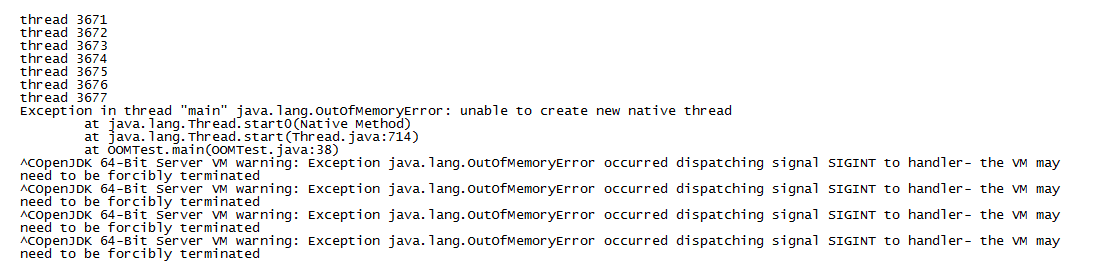 thread 3671
thread 3672
thread 3673
thread 3674
thread 3675
thread 3676
thread 3677
Exception in thread "main" java.lang.OutOfMemoryError: unable to create new native thread
        at java.lang.Thread.start0(Native Method)
        at java.lang.Thread.start(Thread.java:714)
        at OOMTest.main(OOMTest.java:38)
^COpenJDK 64-Bit Server VM warning: Exception java.lang.OutOfMemoryError occurred dispatching signal SIGINT to handler- the VM may
need to be forcibly terminated
^COpenJDK 64-Bit Server VM warning: Exception java.lang.OutOfMemoryError occurred dispatching signal SIGINT to handler- the VM may
need to be forcibly terminated
^COpenJDK 64-Bit Server VM warning: Exception java.lang.OutOfMemoryError occurred dispatching signal SIGINT to handler- the VM may
need to be forcibly terminated
^COpenJDK 64-Bit Server VM warning: Exception java.lang.OutOfMemoryError occurred dispatching signal SIGINT to handler- the VM may
need to be forcibly terminated